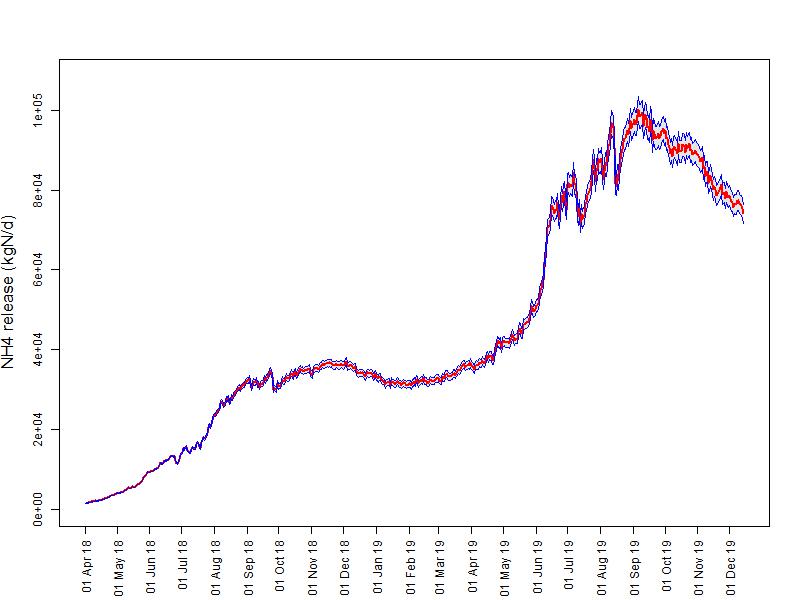 NH4 release (kgN/d)
1e+05
8e+04
6e+04
4e+04
2e+04
0e+00
01 Apr 18
01 May 18
01 Jun 18
01 Jul 18
01 Aug 18
01 Sep 18
01 Oct 18
01 Nov 18
01 Dec 18
01 Jan 19
01 Feb 19
01 Mar 19
01 Apr 19
01 May 19
01 Jun 19
01 Jul 19
01 Aug 19
01 Sep 19
01 Oct 19
01 Nov 19
01 Dec 19